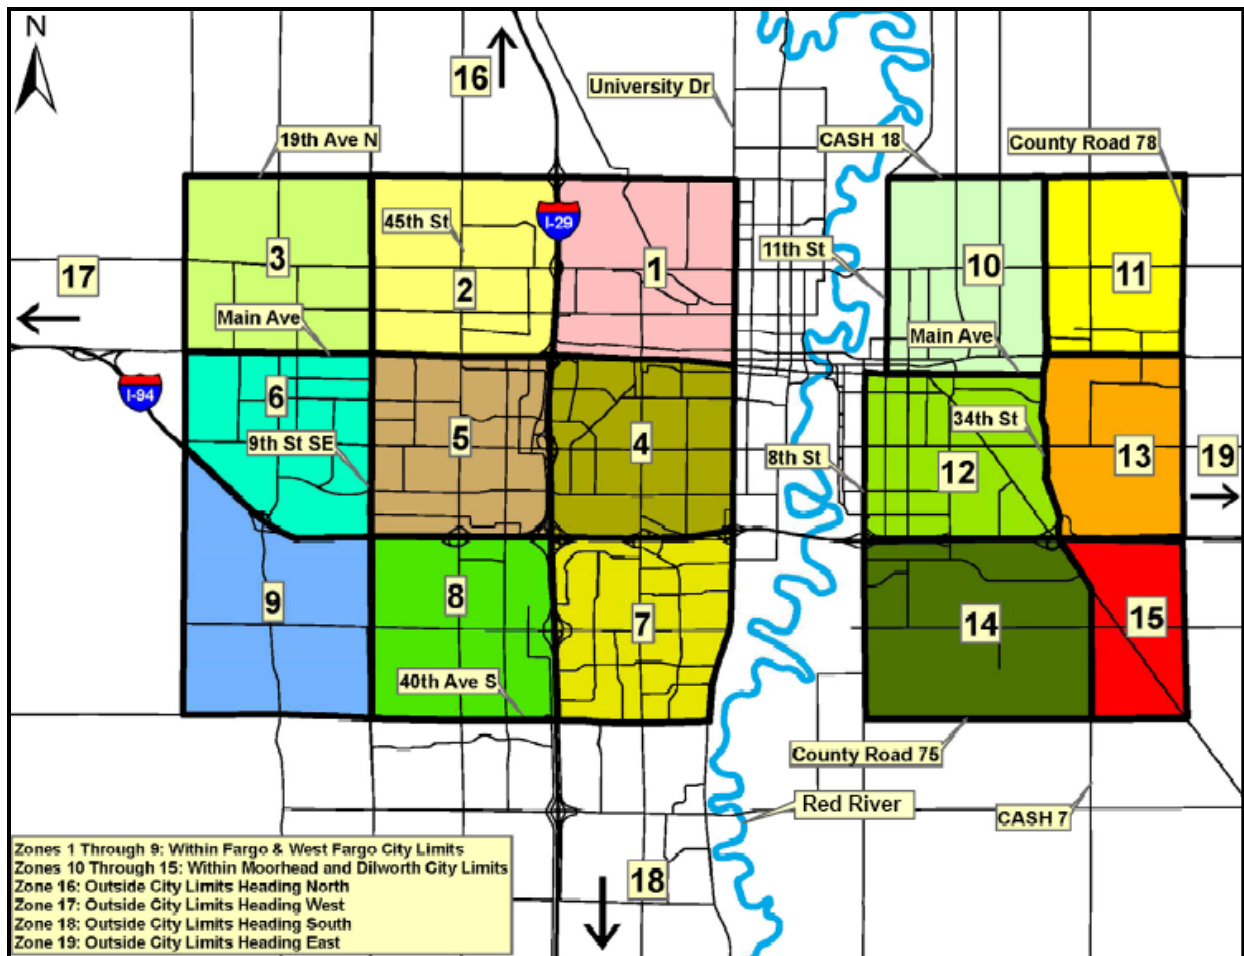 N
16
University Dr
19th Ave N
CASH 18
County Road 78
45th St
I-29
11th St
3
17
2
1
10
11
Main Ave
Main Ave
I-94
6
34th St
9th St SE
5
4
8th St
12
13
19
9
8
7
14
15
40th Ave S
County Road 75
Red River
CASH 7
18
Zones 1 Through 9: Within Fargo & West Fargo City Limits
Zones 10 Through 15: Within Moorhead and Dilworth City Limits
Zone 16: Outside City Limits Heading North
Zone 17: Outside City Limits Heading West
Zone 18: Outside City Limits Heading South
Zone 19: Outside City Limits Heading East